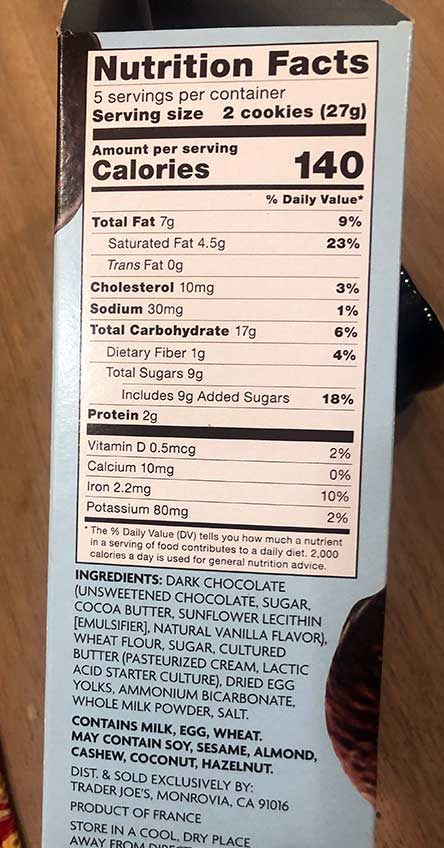 Nutrition Facts
5 servings per container
Serving size 2 cookies (27g)
Amount per serving
Calories 140
% Daily Value*
Total Fat 7g 9%
Saturated Fat 4.5g 23%
Trans Fat 0g
Cholesterol 10mg 3%
Sodium 30mg 1%
Total Carbohydrate 17g 6%
Dietary Fiber 1g 4%
Total Sugars 9g
Includes 9g Added Sugars 18%
Protein 2g
Vitamin D 0.5mcg 2%
Calcium 10mg 0%
Iron 2.2mg 10%
Potassium 80mg 2%
* The % Daily Value (DV) tells you how much a nutrient
in a serving of food contributes to a daily diet. 2,000
calories a day is used for general nutrition advice.
INGREDIENTS: DARK CHOCOLATE
(UNSWEETENED CHOCOLATE, SUGAR,
COCOA BUTTER, SUNFLOWER LECITHIN
[EMULSIFIER], NATURAL VANILLA FLAVOR),
WHEAT FLOUR, SUGAR, CULTURED
BUTTER (PASTEURIZED CREAM, LACTIC
ACID STARTER CULTURE), DRIED EGG
YOLKS, AMMONIUM BICARBONATE,
WHOLE MILK POWDER, SALT.
CONTAINS MILK, EGG, WHEAT.
MAY CONTAIN SOY, SESAME, ALMOND,
CASHEW, COCONUT, HAZELNUT.
DIST. & SOLD EXCLUSIVELY BY:
TRADER JOE'S, MONROVIA, CA 91016
PRODUCT OF FRANCE
STORE IN A COOL, DRY PLACE
AWAY FROM